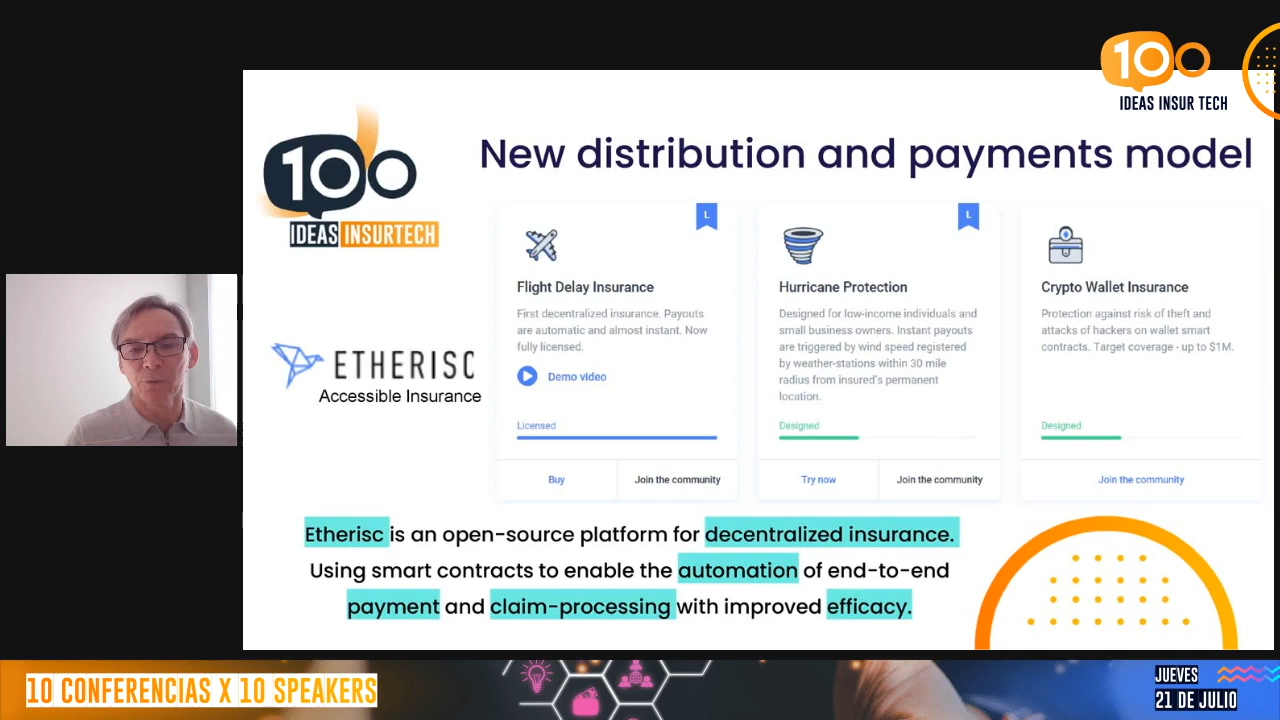 100
IDEAS INSUR TECH
100
IDEAS INSURTECH
New distribution and payments model
ETHERISC
Accessible Insurance
L
Flight Delay Insurance
First decentralized insurance. Payouts
are automatic and almost instant. Now
fully licensed.
Demo video
Licensed
Buy
Join the community
L
Hurricane Protection
Designed for low-income individuals and
small business owners. Instant payouts
are triggered by wind speed registered
by weather-stations within 30 mile
radius from insured's permanent
location.
Designed
Try now
Join the community
Crypto Wallet Insurance
Protection against risk of theft and
attacks of hackers on wallet smart
contracts. Target coverage - up to $1M.
Designed
Join the community
Etherisc is an open-source platform for decentralized insurance.
Using smart contracts to enable the automation of end-to-end
payment and claim-processing with improved efficacy.
10 CONFERENCIAS X 10 SPEAKERS
JUEVES
21 DE JULIO